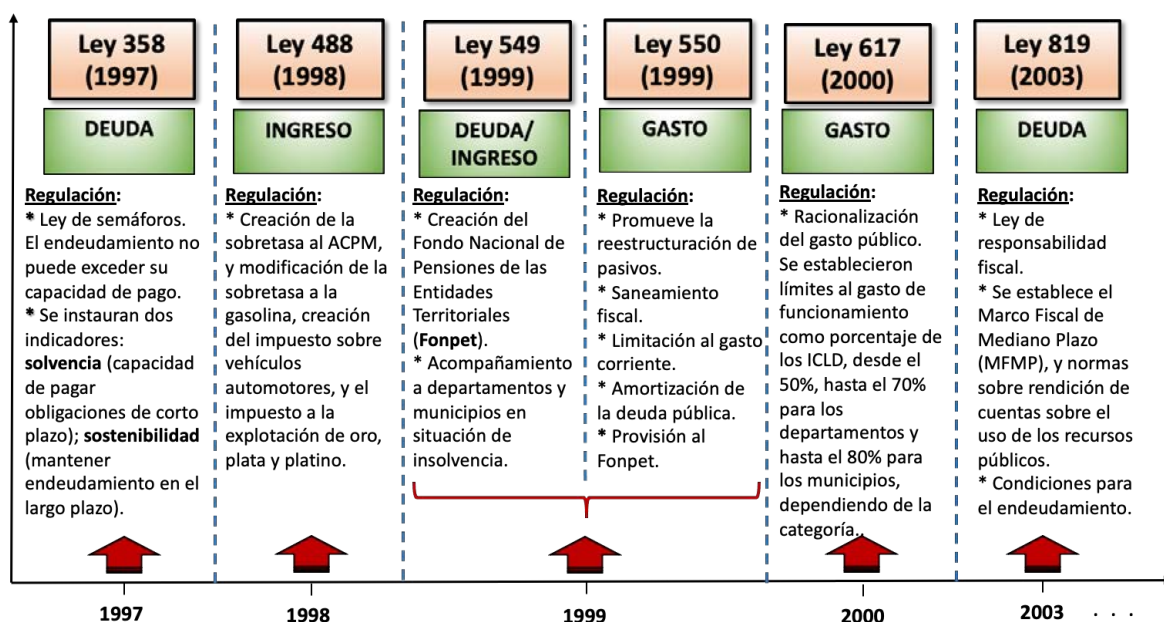 Ley 358
(1997)
DEUDA
Regulación:
* Ley de semáforos.
El endeudamiento no
puede exceder su
capacidad de pago.
* Se instauran dos
indicadores:
solvencia (capacidad
de pagar
obligaciones de corto
plazo); sostenibilidad
(mantener
endeudamiento en el
largo plazo).
Ley 488
(1998)
INGRESO
Regulación:
* Creación de la
sobretasa al ACPM,
y modificación de la
sobretasa a la
gasolina, creación
del impuesto sobre
vehículos
automotores, y el
impuesto a la
explotación de oro,
plata y platino.
Ley 549
(1999)
DEUDA/
INGRESO
Regulación:
* Creación del
Fondo Nacional de
Pensiones de las
Entidades
Territoriales
(Fonpet).
* Acompañamiento
a departamentos y
municipios en
situación de
insolvencia.
Ley 550
(1999)
GASTO
Regulación:
* Promueve la
reestructuración de
pasivos.
* Saneamiento
fiscal.
* Limitación al gasto
corriente.
* Amortización de
la deuda pública.
* Provisión al
Fonpet.
Ley 617
(2000)
GASTO
Regulación:
* Racionalización
del gasto público.
Se establecieron
límites al gasto de
funcionamiento
como porcentaje de
los ICLD, desde el
50%, hasta el 70%
para los
departamentos y
hasta el 80% para
los municipios,
dependiendo de la
categoría..
Ley 819
(2003)
DEUDA
Regulación:
* Ley de
responsabilidad
fiscal.
* Se establece el
Marco Fiscal de
Mediano Plazo
(MFMP), y normas
sobre rendición de
cuentas sobre el
uso de los recursos
públicos.
* Condiciones para
el endeudamiento.
1997
1998
1999
2000
2003 . . .